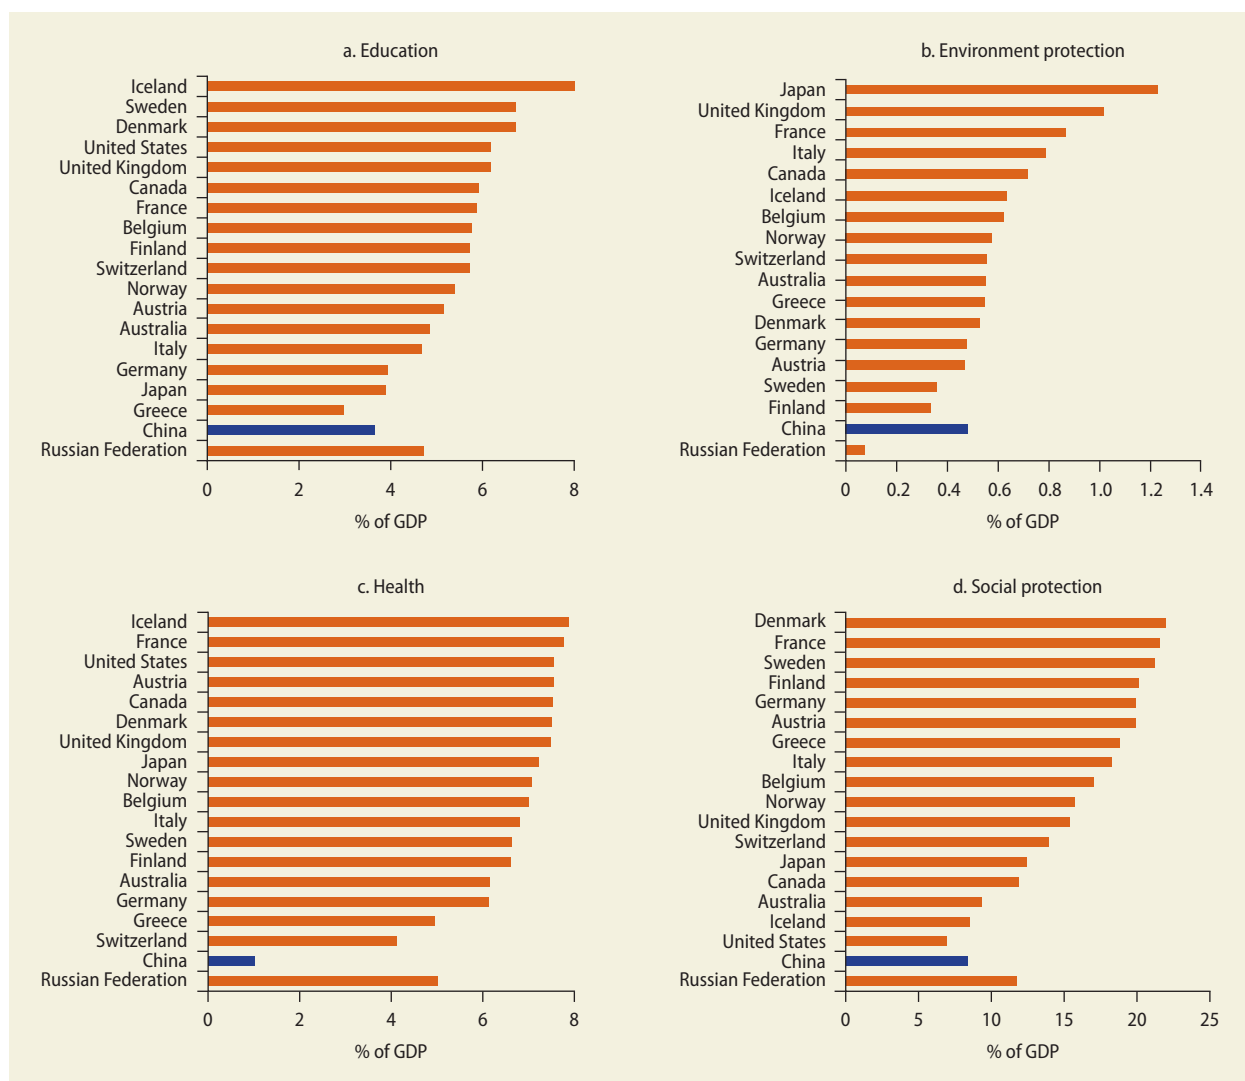 a. Education
Iceland
Sweden
Denmark
United States
United Kingdom
Canada
France
Belgium
Finland
Switzerland
Norway
Austria
Australia
Italy
Germany
Japan
Greece
China
Russian Federation
0 2 4 6 8
% of GDP
b. Environment protection
Japan
United Kingdom
France
Italy
Canada
Iceland
Belgium
Norway
Switzerland
Australia
Greece
Denmark
Germany
Austria
Sweden
Finland
China
Russian Federation
0 0.2 0.4 0.6 0.8 1.0 1.2 1.4
% of GDP
c. Health
Iceland
France
United States
Austria
Canada
Denmark
United Kingdom
Japan
Norway
Belgium
Italy
Sweden
Finland
Australia
Germany
Greece
Switzerland
China
Russian Federation
0 2 4 6 8
% of GDP
d. Social protection
Denmark
France
Sweden
Finland
Germany
Austria
Greece
Italy
Belgium
Norway
United Kingdom
Switzerland
Japan
Canada
Australia
Iceland
United States
China
Russian Federation
0 5 10 15 20 25
% of GDP